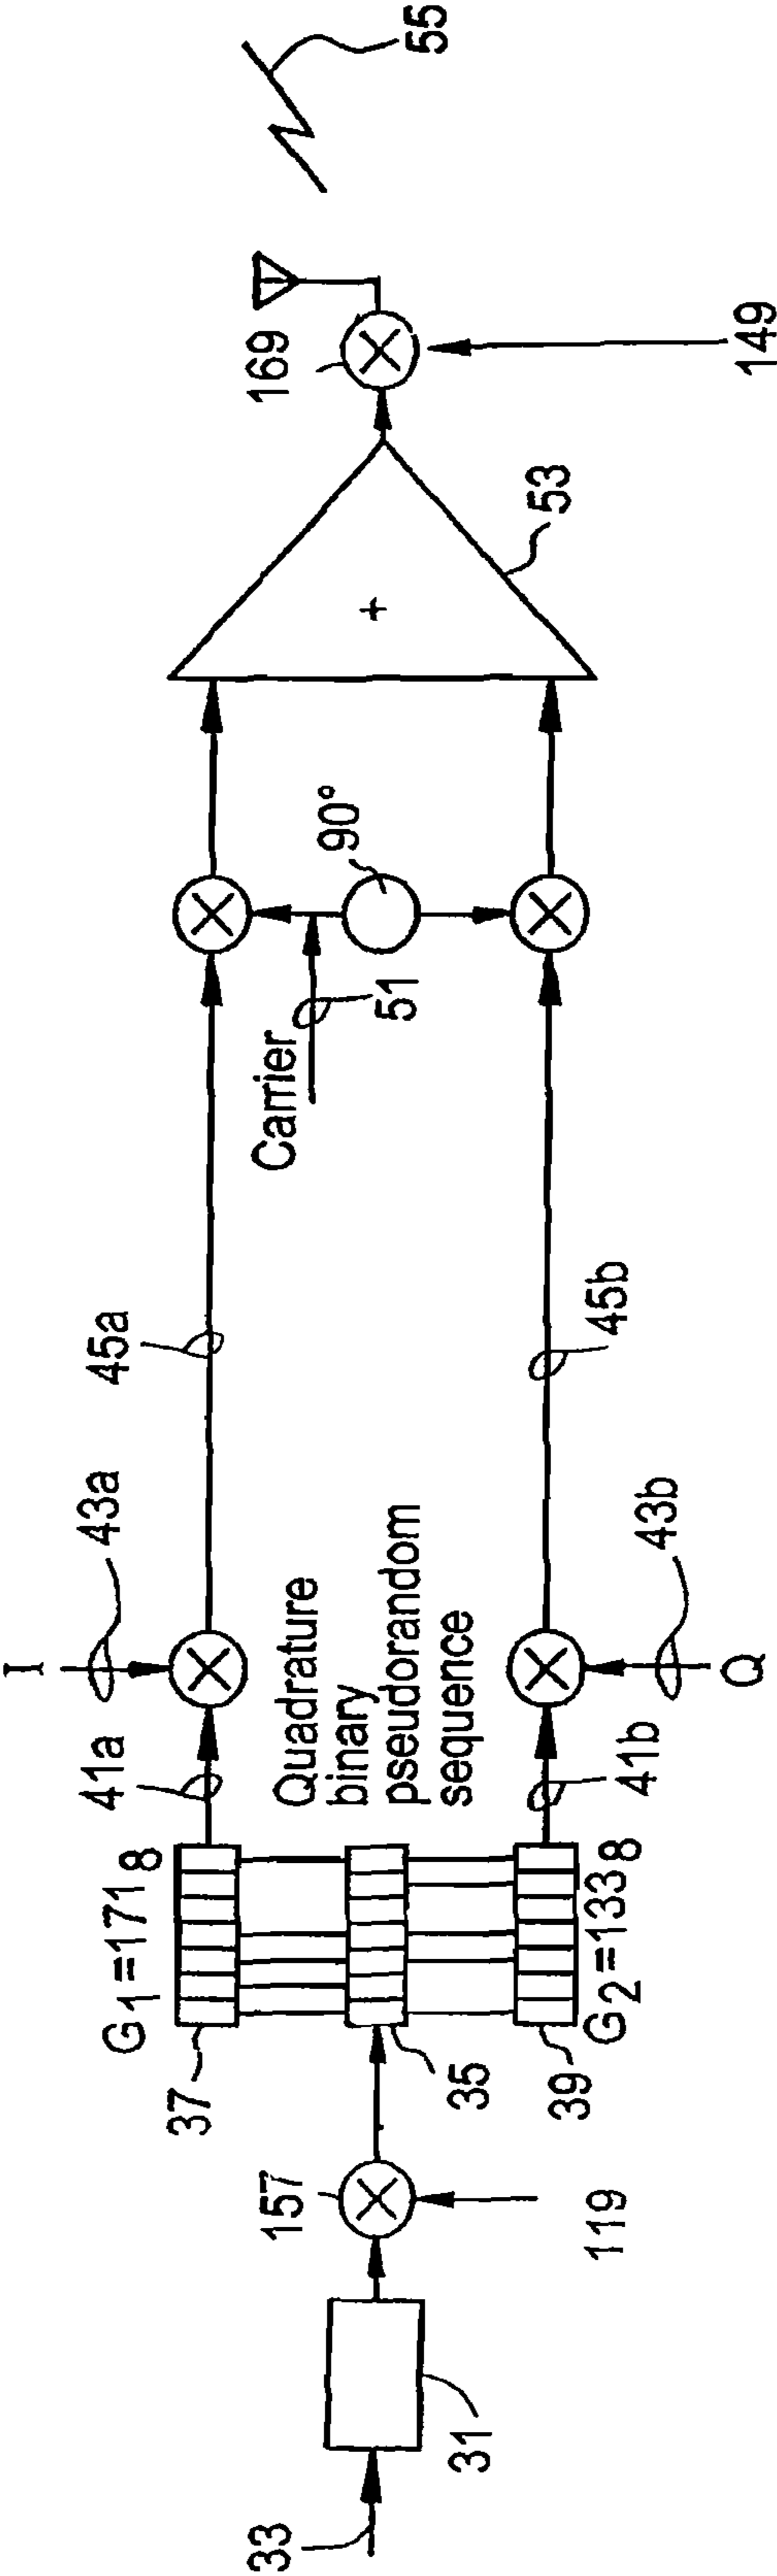 33
31
157
119
37
G1=171 8
35
39
G2=133 8
41a
41b
I
43a
Q
43b
Quadrature
binary
pseudorandom
sequence
45a
45b
Carrier
51
90°
+
53
169
149
55